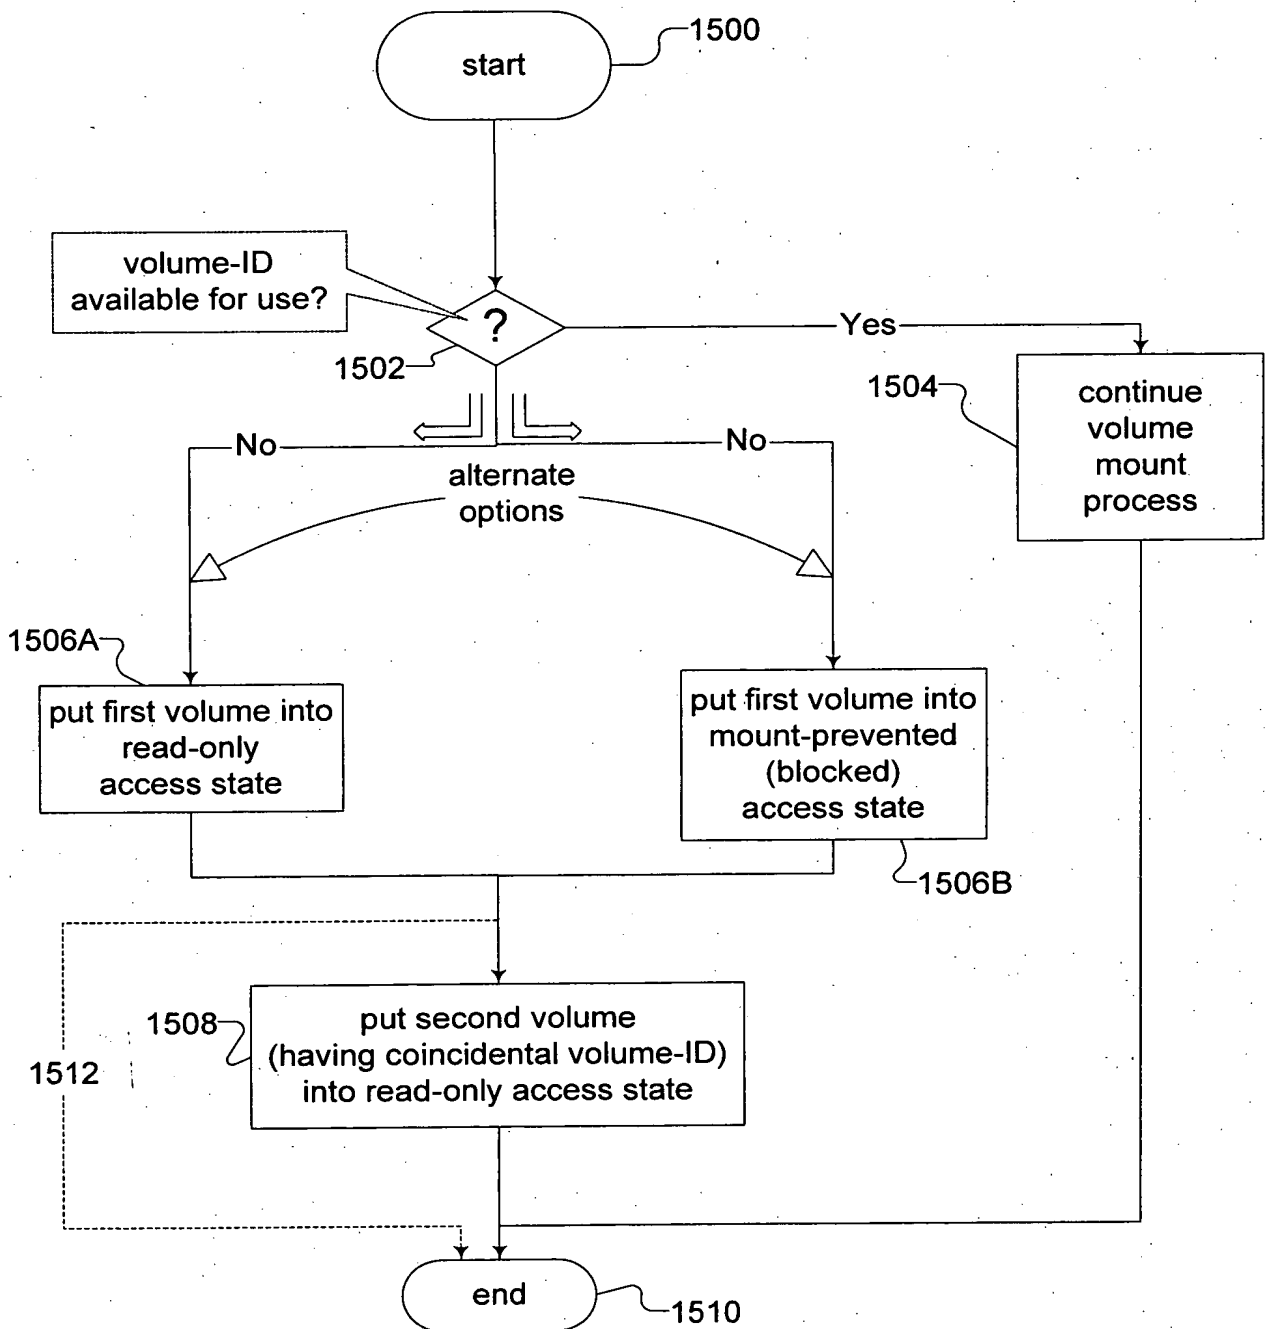 1500
start
volume-ID
available for use?
?
1502
Yes
1504
continue
volume
mount
process
No
No
alternate
options
1506A
put first volume into
read-only
access state
put first volume into
mount-prevented
(blocked)
access state
1506B
1508
put second volume
(having coincidental volume-ID)
into read-only access state
1512
end
1510